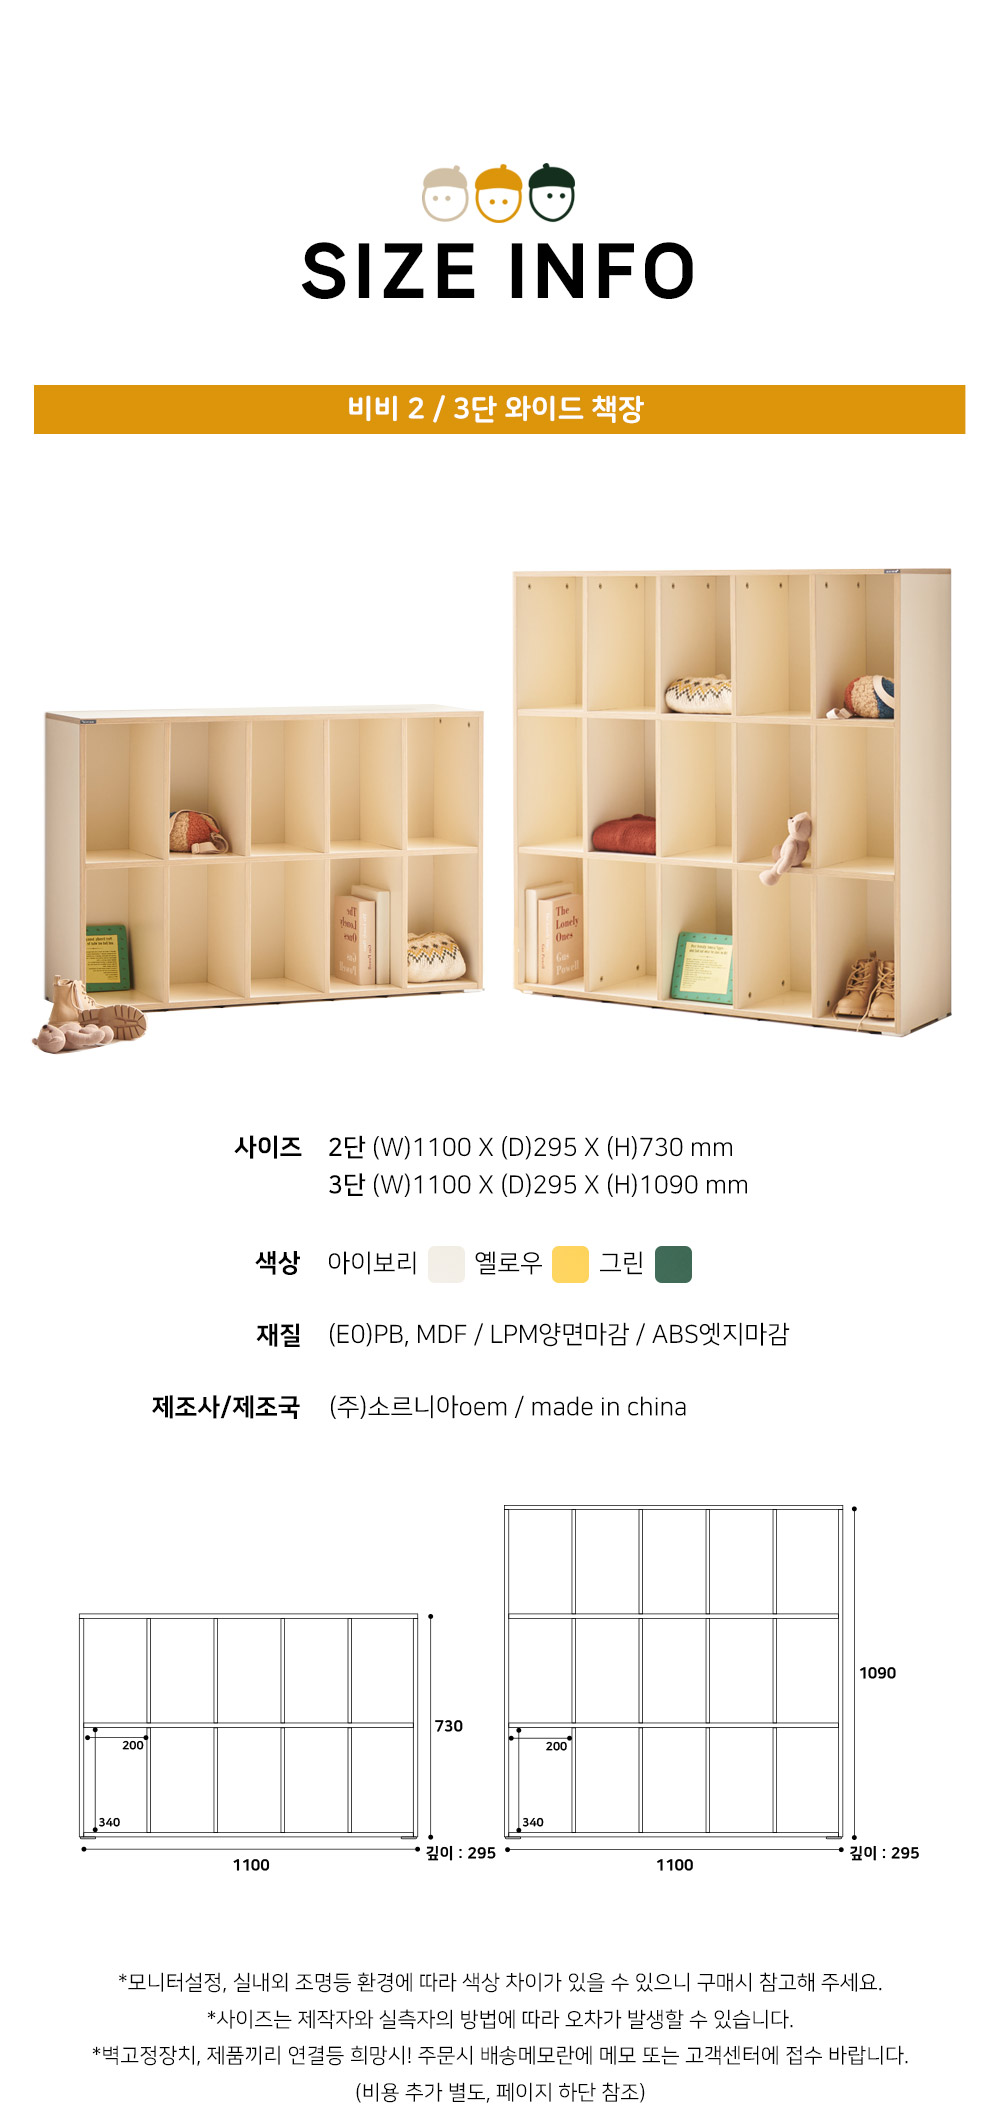 SIZE INFO
비비 2 / 3단 와이드 책장
The
Lonely
Ones
Gus
Powell
The
Lonely
Ones
Gus
Powell
사이즈 2단 (W)1100 X (D)295 X (H)730 mm
3단 (W)1100 X (D)295 X (H)1090 mm
색상 아이보리 옐로우 그린
재질 (E0)PB, MDF / LPM양면마감 / ABS엣지마감
제조사/제조국 (주)소르니아oem / made in china
730
200
340
1100
깊이 : 295
1090
200
340
1100
깊이 : 295
*모니터설정, 실내외 조명등 환경에 따라 색상 차이가 있을 수 있으니 구매시 참고해 주세요.
*사이즈는 제작자와 실측자의 방법에 따라 오차가 발생할 수 있습니다.
*벽고정장치, 제품끼리 연결등 희망시! 주문시 배송메모란에 메모 또는 고객센터에 접수 바랍니다.
(비용 추가 별도, 페이지 하단 참조)